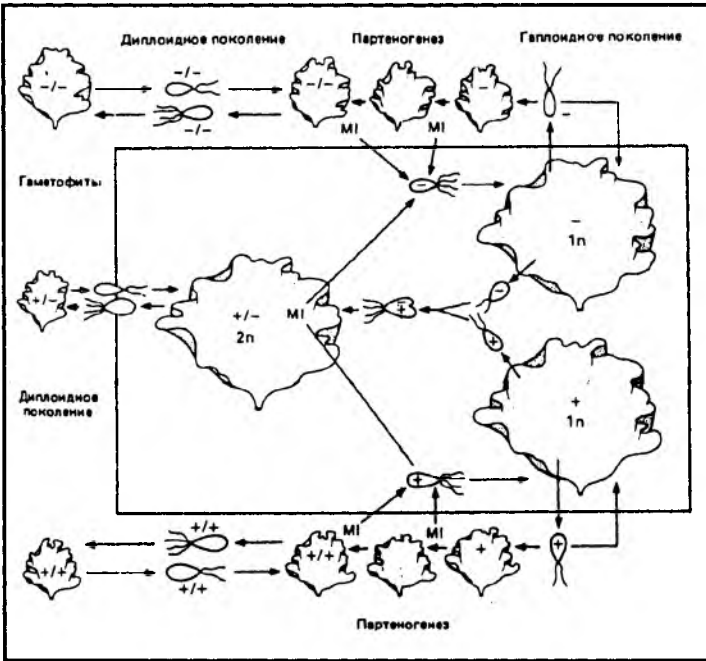 Диплоидное поколение
Партеногенез
Гаплоидное поколение
-/-
-/-
-/-
-
-
-/-
MI
MI
-
Гаметофиты
-
1n
+/-
+/-
2n
MI
-
±
+
+
1n
Диплоидное
поколение
+
MI
MI
+/+
+/+
+/+
+
+
+/+
Партеногенез